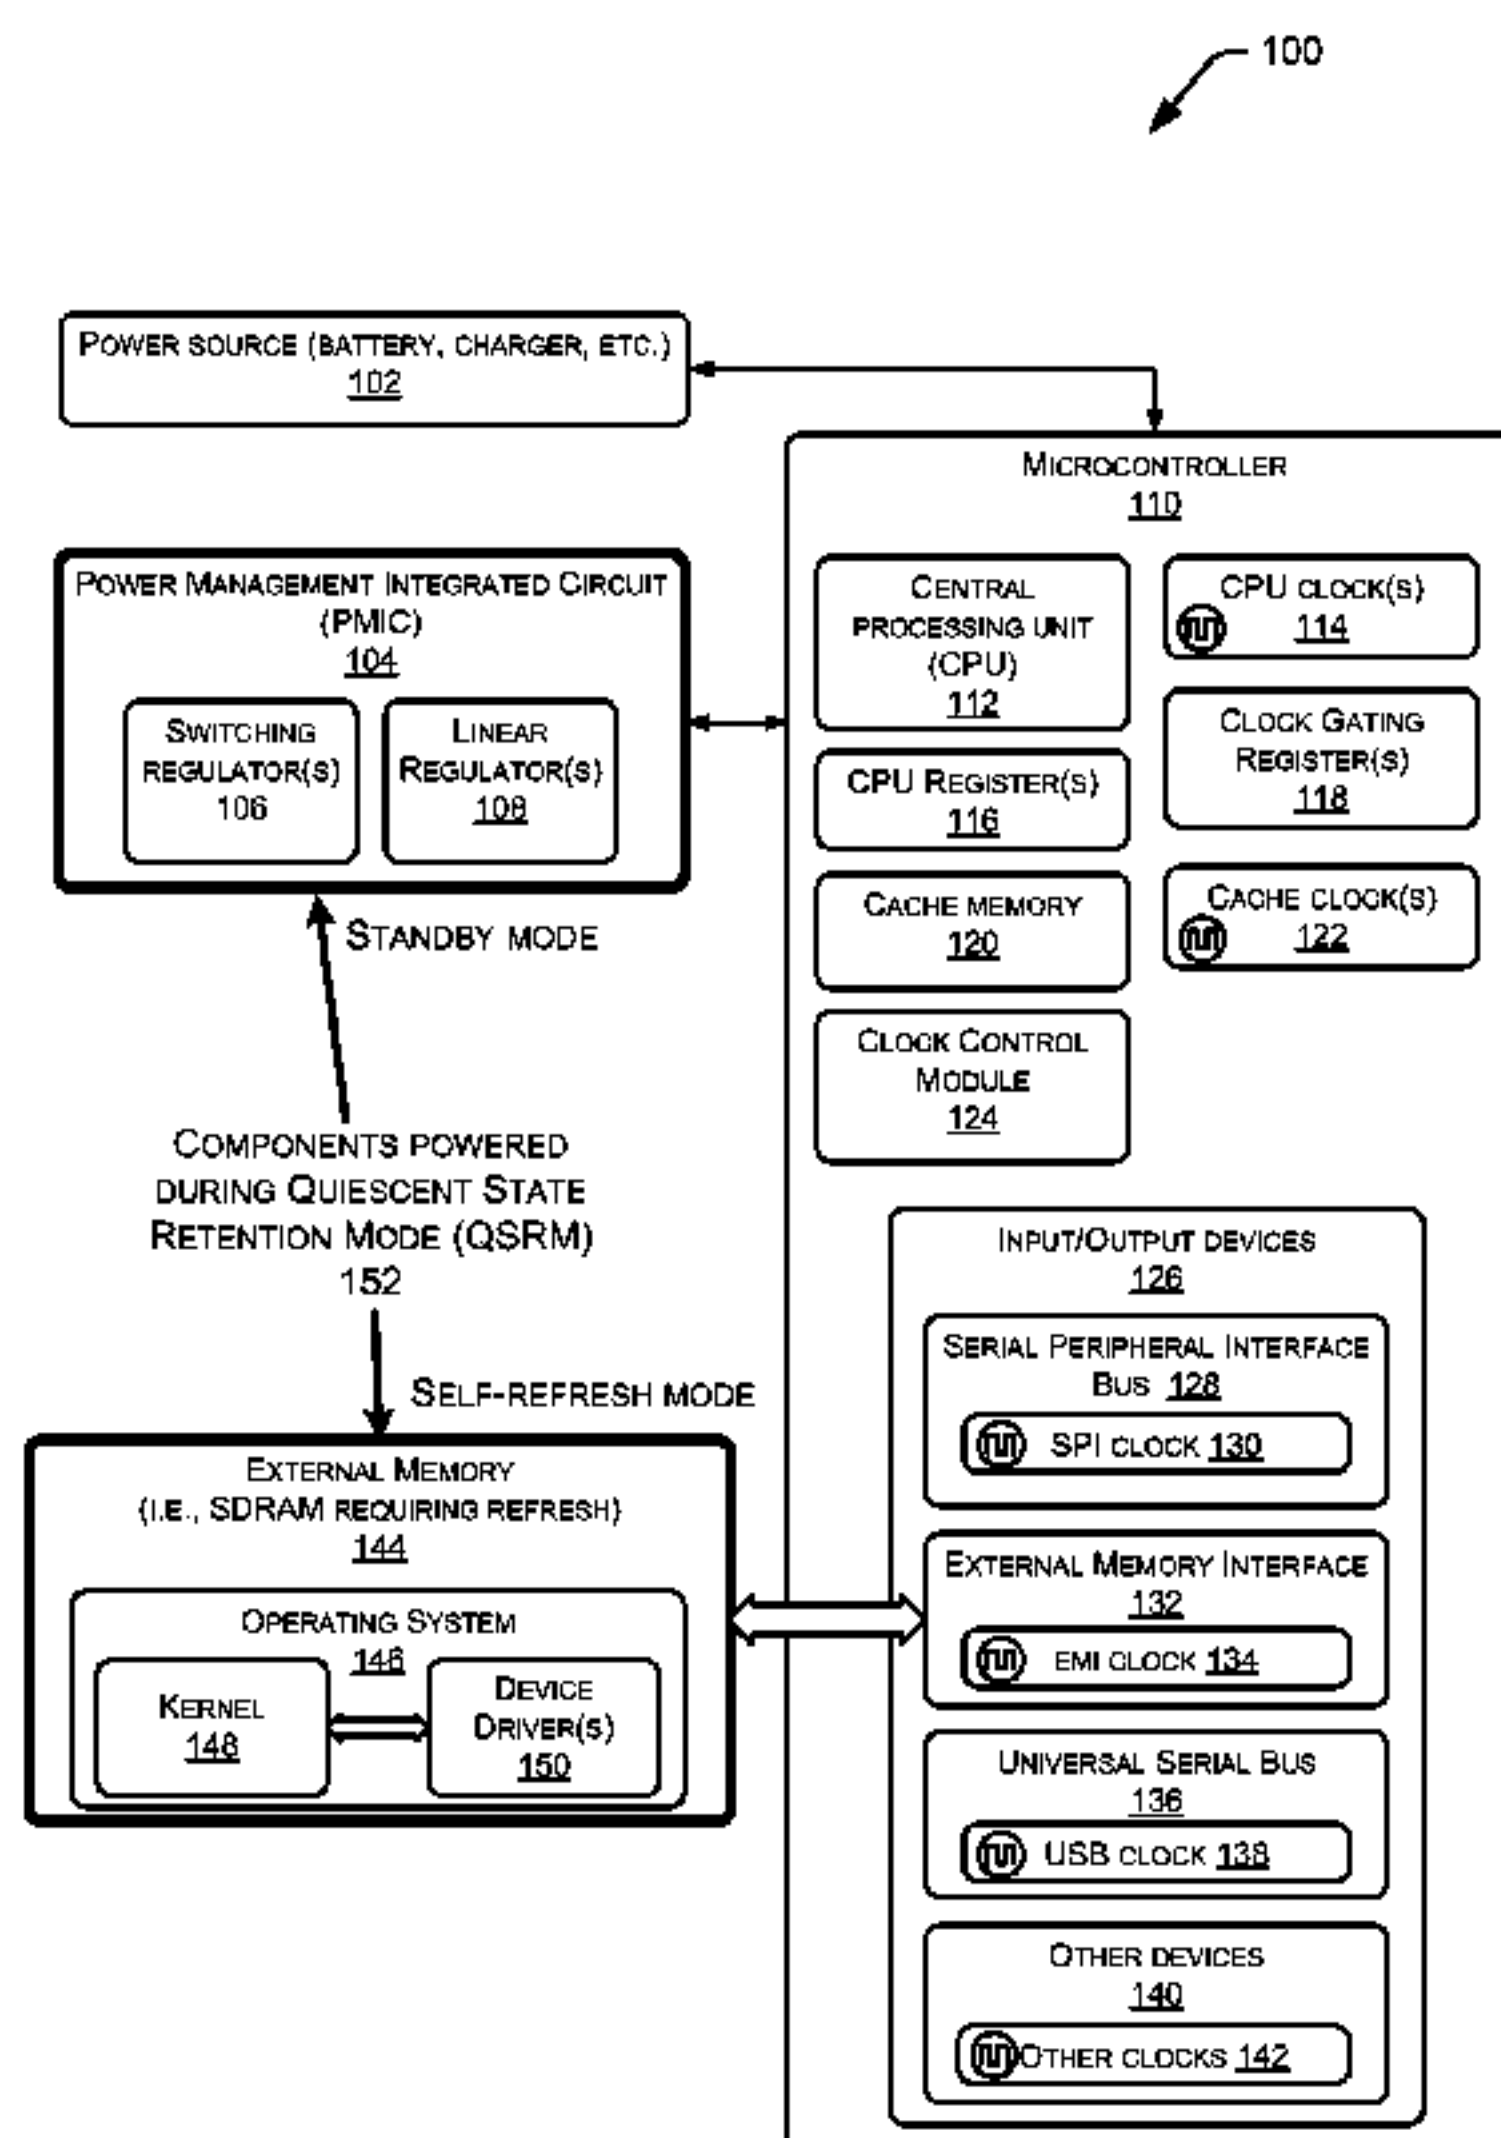 100
Power source (battery, charger, etc.)
102
Microcontroller
110
Power Management Integrated Circuit
(PMIC)
104
Switching
regulator(s)
106
Linear
Regulator(s)
108
Central
processing unit
(CPU)
112
CPU clock(s)
114
Clock Gating
Register(s)
118
CPU Register(s)
116
Cache memory
120
Cache clock(s)
122
Clock Control
Module
124
Standby mode
Components powered
during Quiescent State
Retention Mode (QSRM)
152
Self-refresh mode
External Memory
(i.e., SDRAM requiring refresh)
144
Operating System
146
Kernel
148
Device
Driver(s)
150
Input/Output devices
126
Serial Peripheral Interface
Bus 128
SPI clock 130
External Memory Interface
132
EMI clock 134
Universal Serial Bus
136
USB clock 138
Other devices
140
Other clocks 142